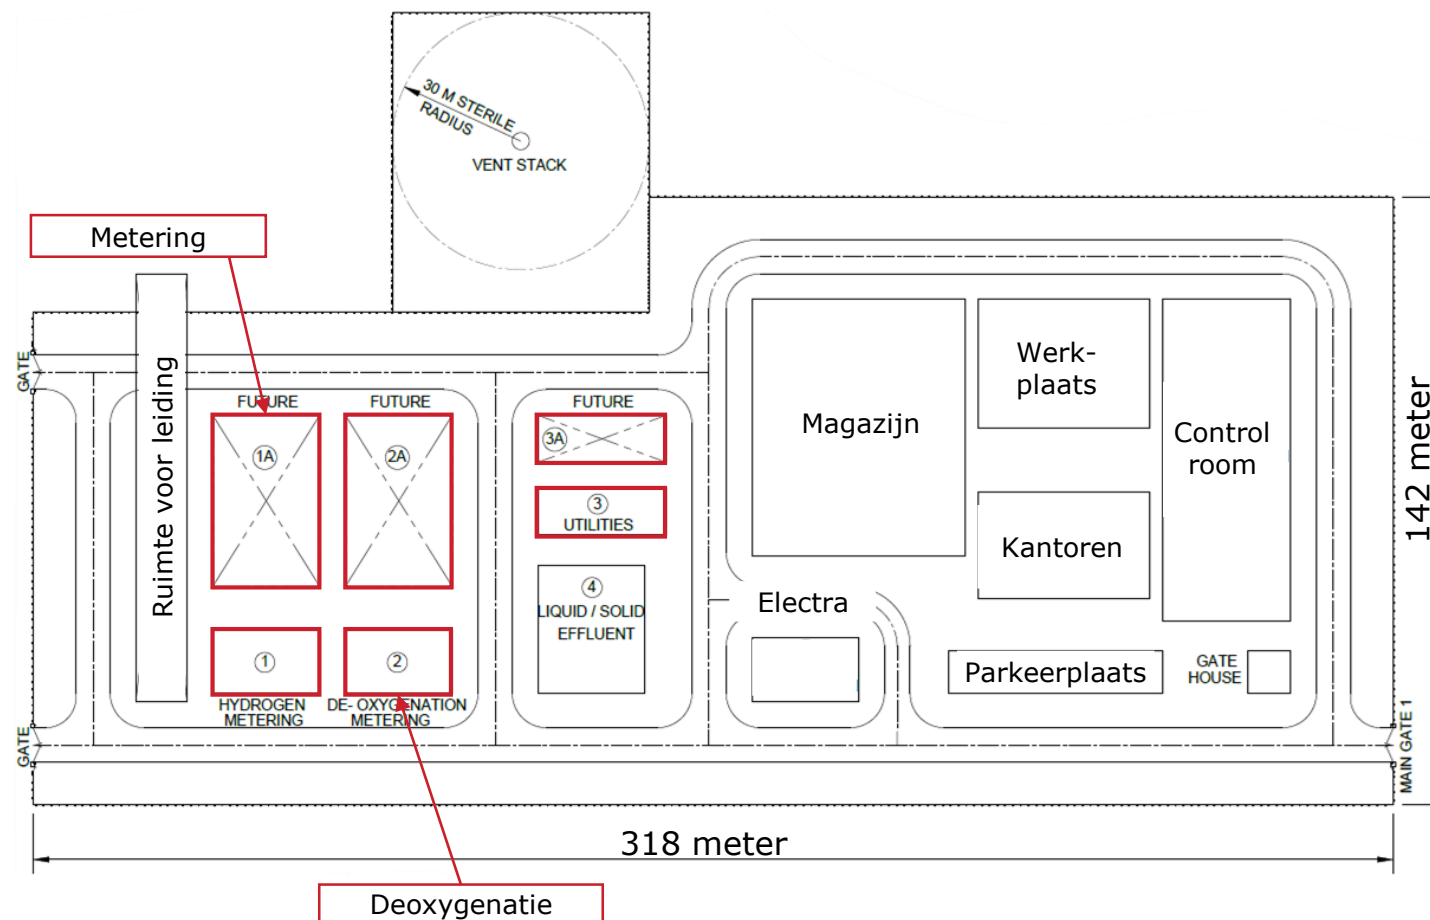 30 M STERILE
RADIUS
VENT STACK
Metering
GATE
Ruimte voor leiding
FUTURE
FUTURE
FUTURE
1A
2A
3A
3
UTILITIES
4
LIQUID / SOLID
EFFLUENT
1
2
HYDROGEN
METERING
DE- OXYGENATION
METERING
Magazijn
Werk-
plaats
Control
room
Kantoren
Electra
Parkeerplaats
GATE
HOUSE
142 meter
GATE
MAIN GATE 1
318 meter
Deoxygenatie